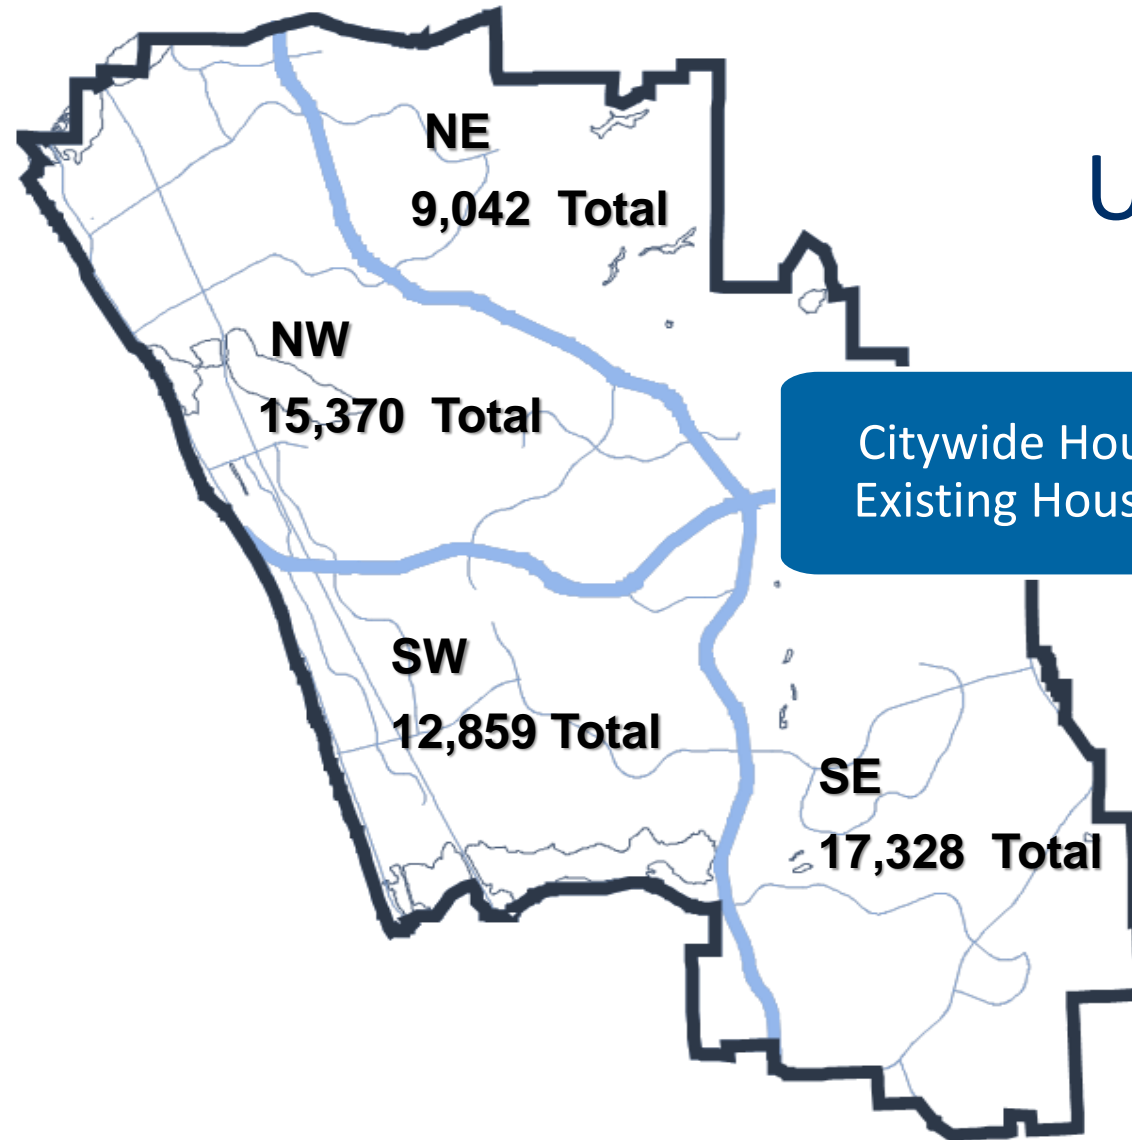 NE
9,042 Total
U
NW
15,370 Total
Citywide Hou
Existing Hous
SW
12,859 Total
SE
17,328 Total